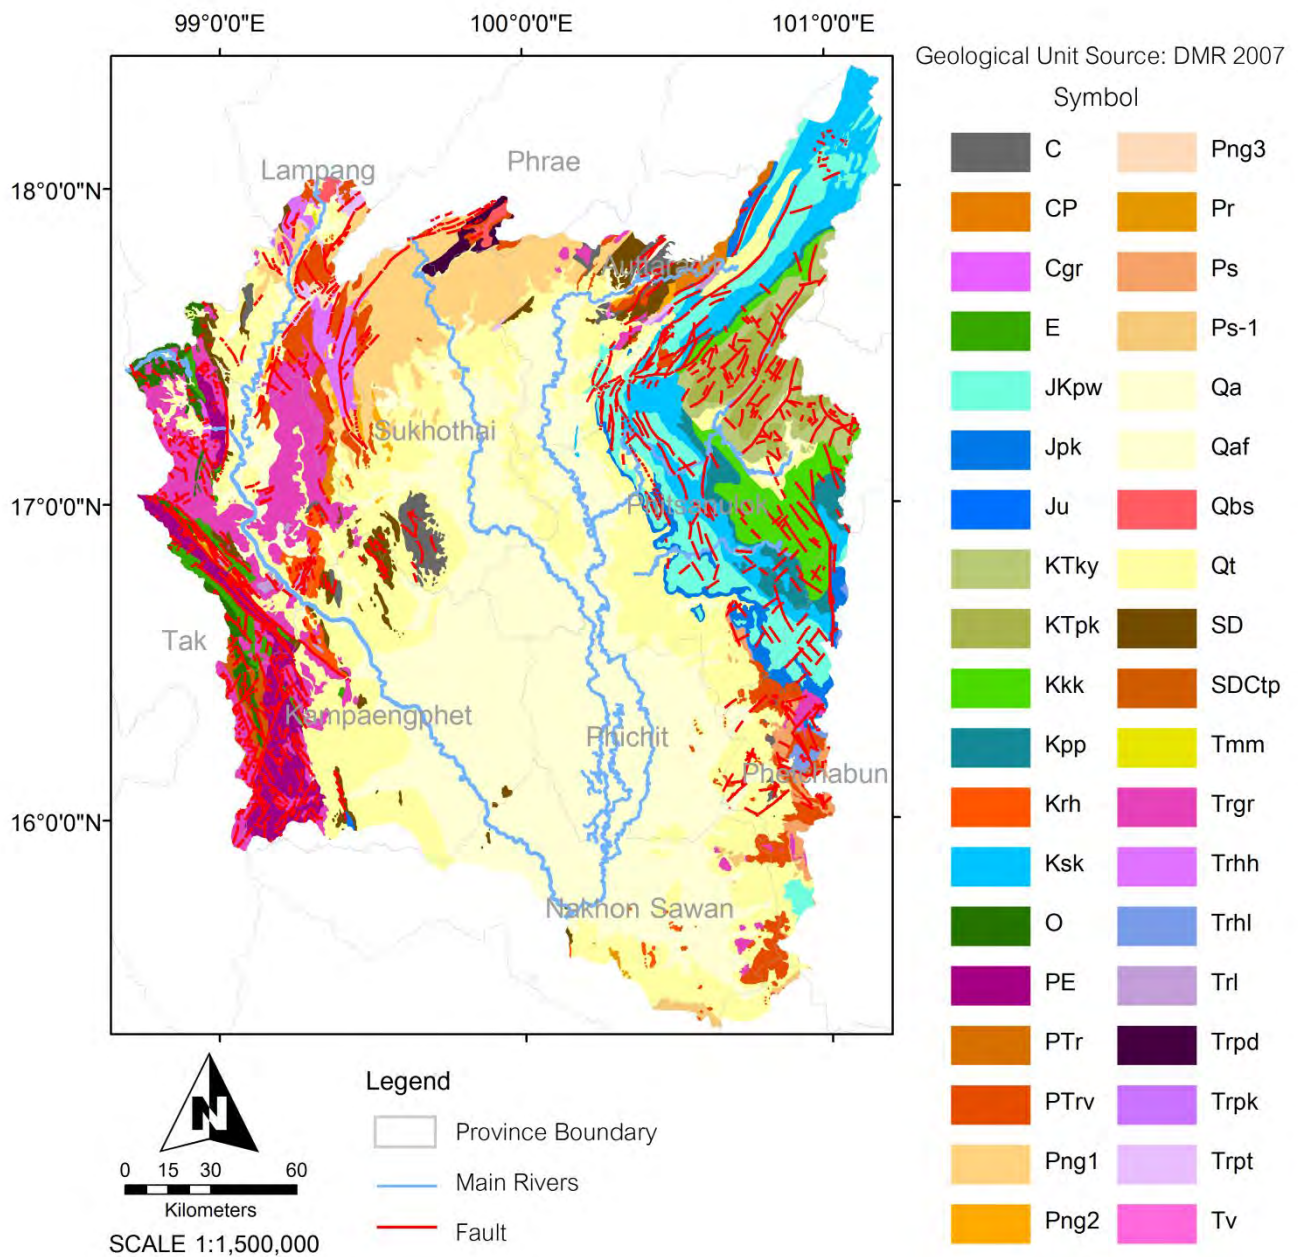 99°0'0"E 100°0'0"E 101°0'0"E
Geological Unit Source: DMR 2007
Symbol
18°0'0"N
17°0'0"N
16°0'0"N
Lampang
Phrae
Sukhothai
Tak
Kampaengphet
Phichit
Phetchabun
Nakhon Sawan
C
CP
Cgr
E
JKpw
Jpk
Ju
KTky
KTpk
Kkk
Kpp
Krh
Ksk
O
PE
PTr
PTrv
Png1
Png2
Png3
Pr
Ps
Ps-1
Qa
Qaf
Qbs
Qt
SD
SDCtp
Tmm
Trgr
Trhh
Trhl
Trl
Trpd
Trpk
Trpt
Tv
N
0 15 30 60
Kilometers
SCALE 1:1,500,000
Legend
Province Boundary
Main Rivers
Fault